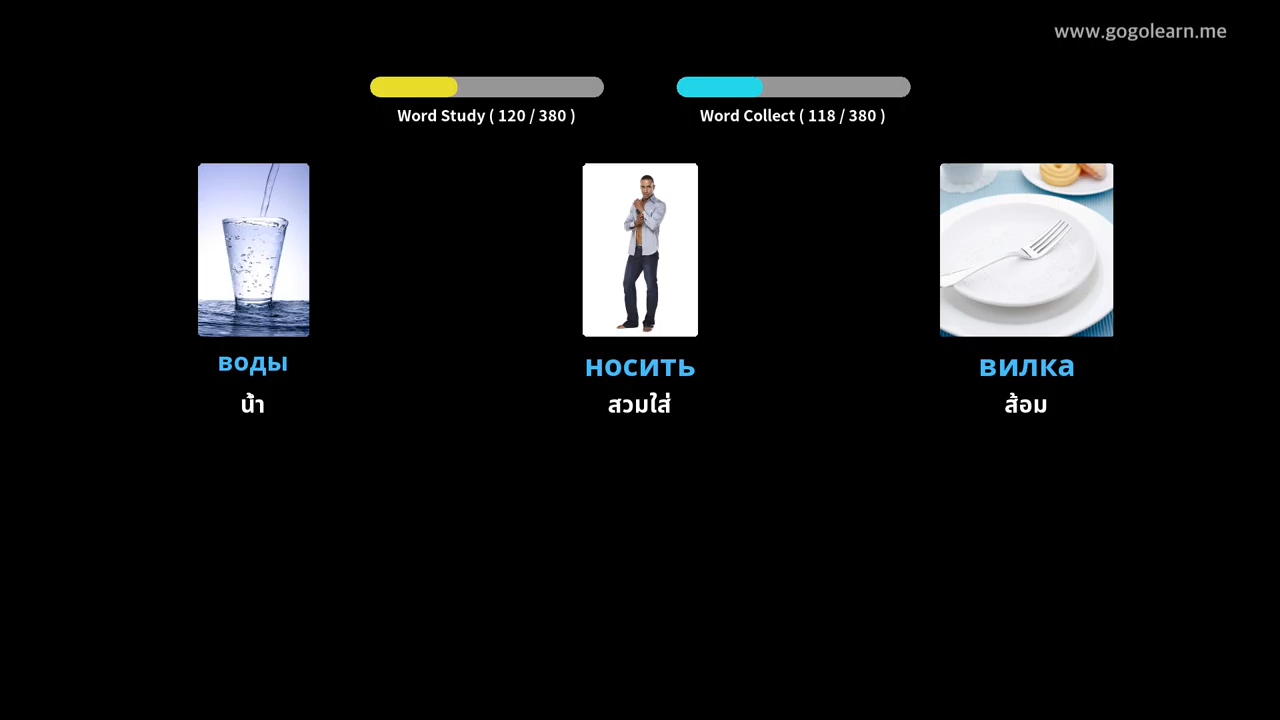 www.gogolearn.me
Word Study ( 120 / 380 )
Word Collect ( 118 / 380 )
воды
носить
вилка
น้ำ
สวมใส่
ส้อม